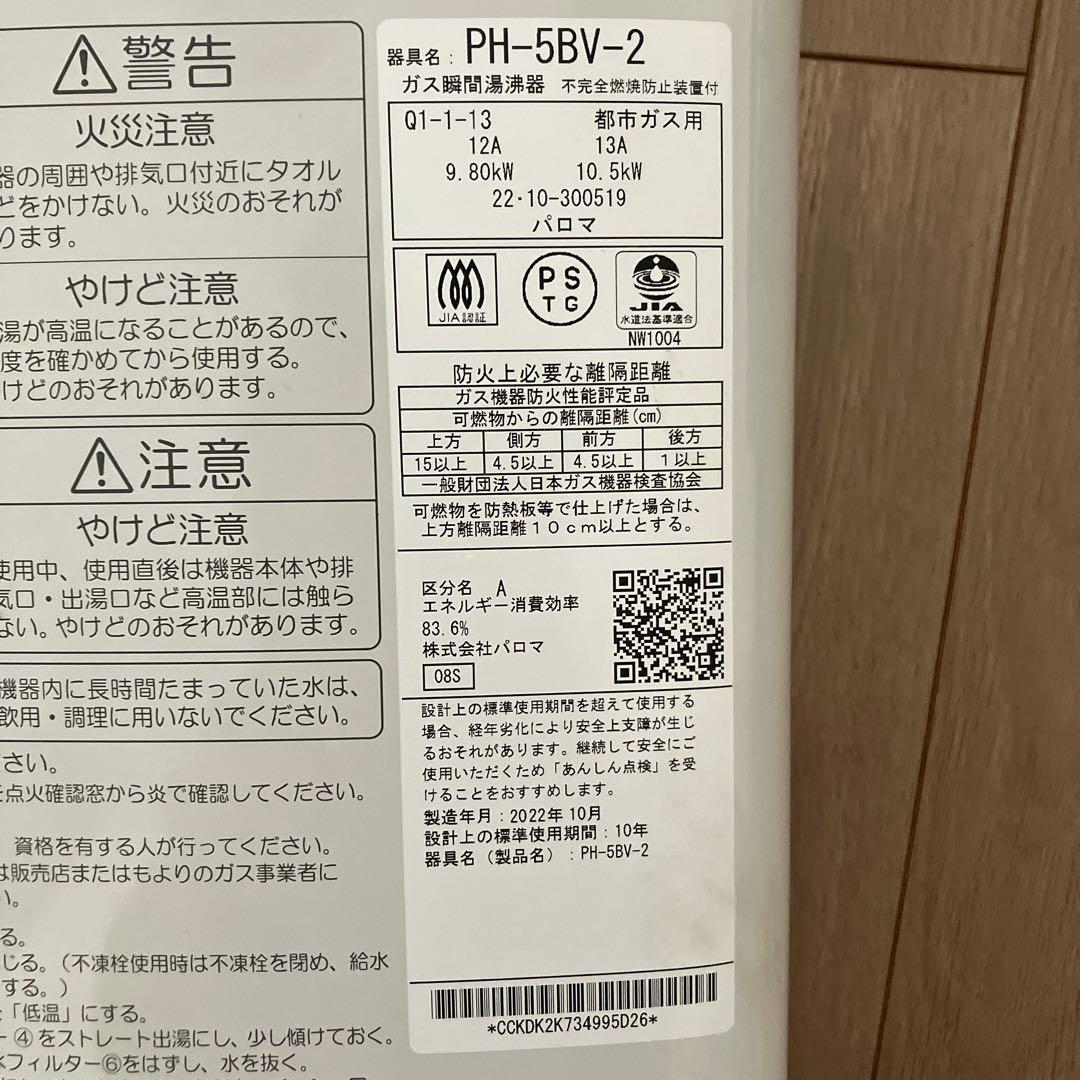 警告
火災注意
器の周囲や排気口付近にタオル
どをかけない。火災のおそれが
ります。
やけど注意
湯が高温になることがあるので、
度を確かめてから使用する。
けどのおそれがあります。
注意
やけど注意
使用中、使用直後は機器本体や排
気口・出湯口など高温部には触ら
ない。やけどのおそれがあります。
機器内に長時間たまっていた水は、
飲用・調理に用いないでください。
さい。
点火確認窓から炎で確認してください。
資格を有する人が行ってください。
は販売店またはもよりのガス事業者に
い。
る。
じる。(不凍栓使用時は不凍栓を閉め、給水
する。)
「低温」にする。
④をストレート出湯にし、少し傾けておく。
フィルター⑥をはずし、水を抜く。
器具名: PH-5BV-2
ガス瞬間湯沸器 不完全燃焼防止装置付
Q1-1-13 都市ガス用
12A 13A
9.80kW 10.5kW
22・10-300519
パロマ
JIA認証
PS
TG
JIA
水道法基準適合
NW1004
防火上必要な離隔距離
ガス機器防火性能評定品
可燃物からの離隔距離(cm)
上方 側方 前方 後方
15以上 4.5以上 4.5以上 1以上
一般財団法人日本ガス機器検査協会
可燃物を防熱板等で仕上げた場合は、
上方離隔距離10cm以上とする。
区分名 A
エネルギー消費効率
83.6%
株式会社パロマ
08S
設計上の標準使用期間を超えて使用する
場合、経年劣化により安全上支障が生じ
るおそれがあります。継続して安全にご
使用いただくため「あんしん点検」を受
けることをおすすめします。
製造年月:2022年10月
設計上の標準使用期間:10年
器具名(製品名):PH-5BV-2
*CCKDK2K734995D26*